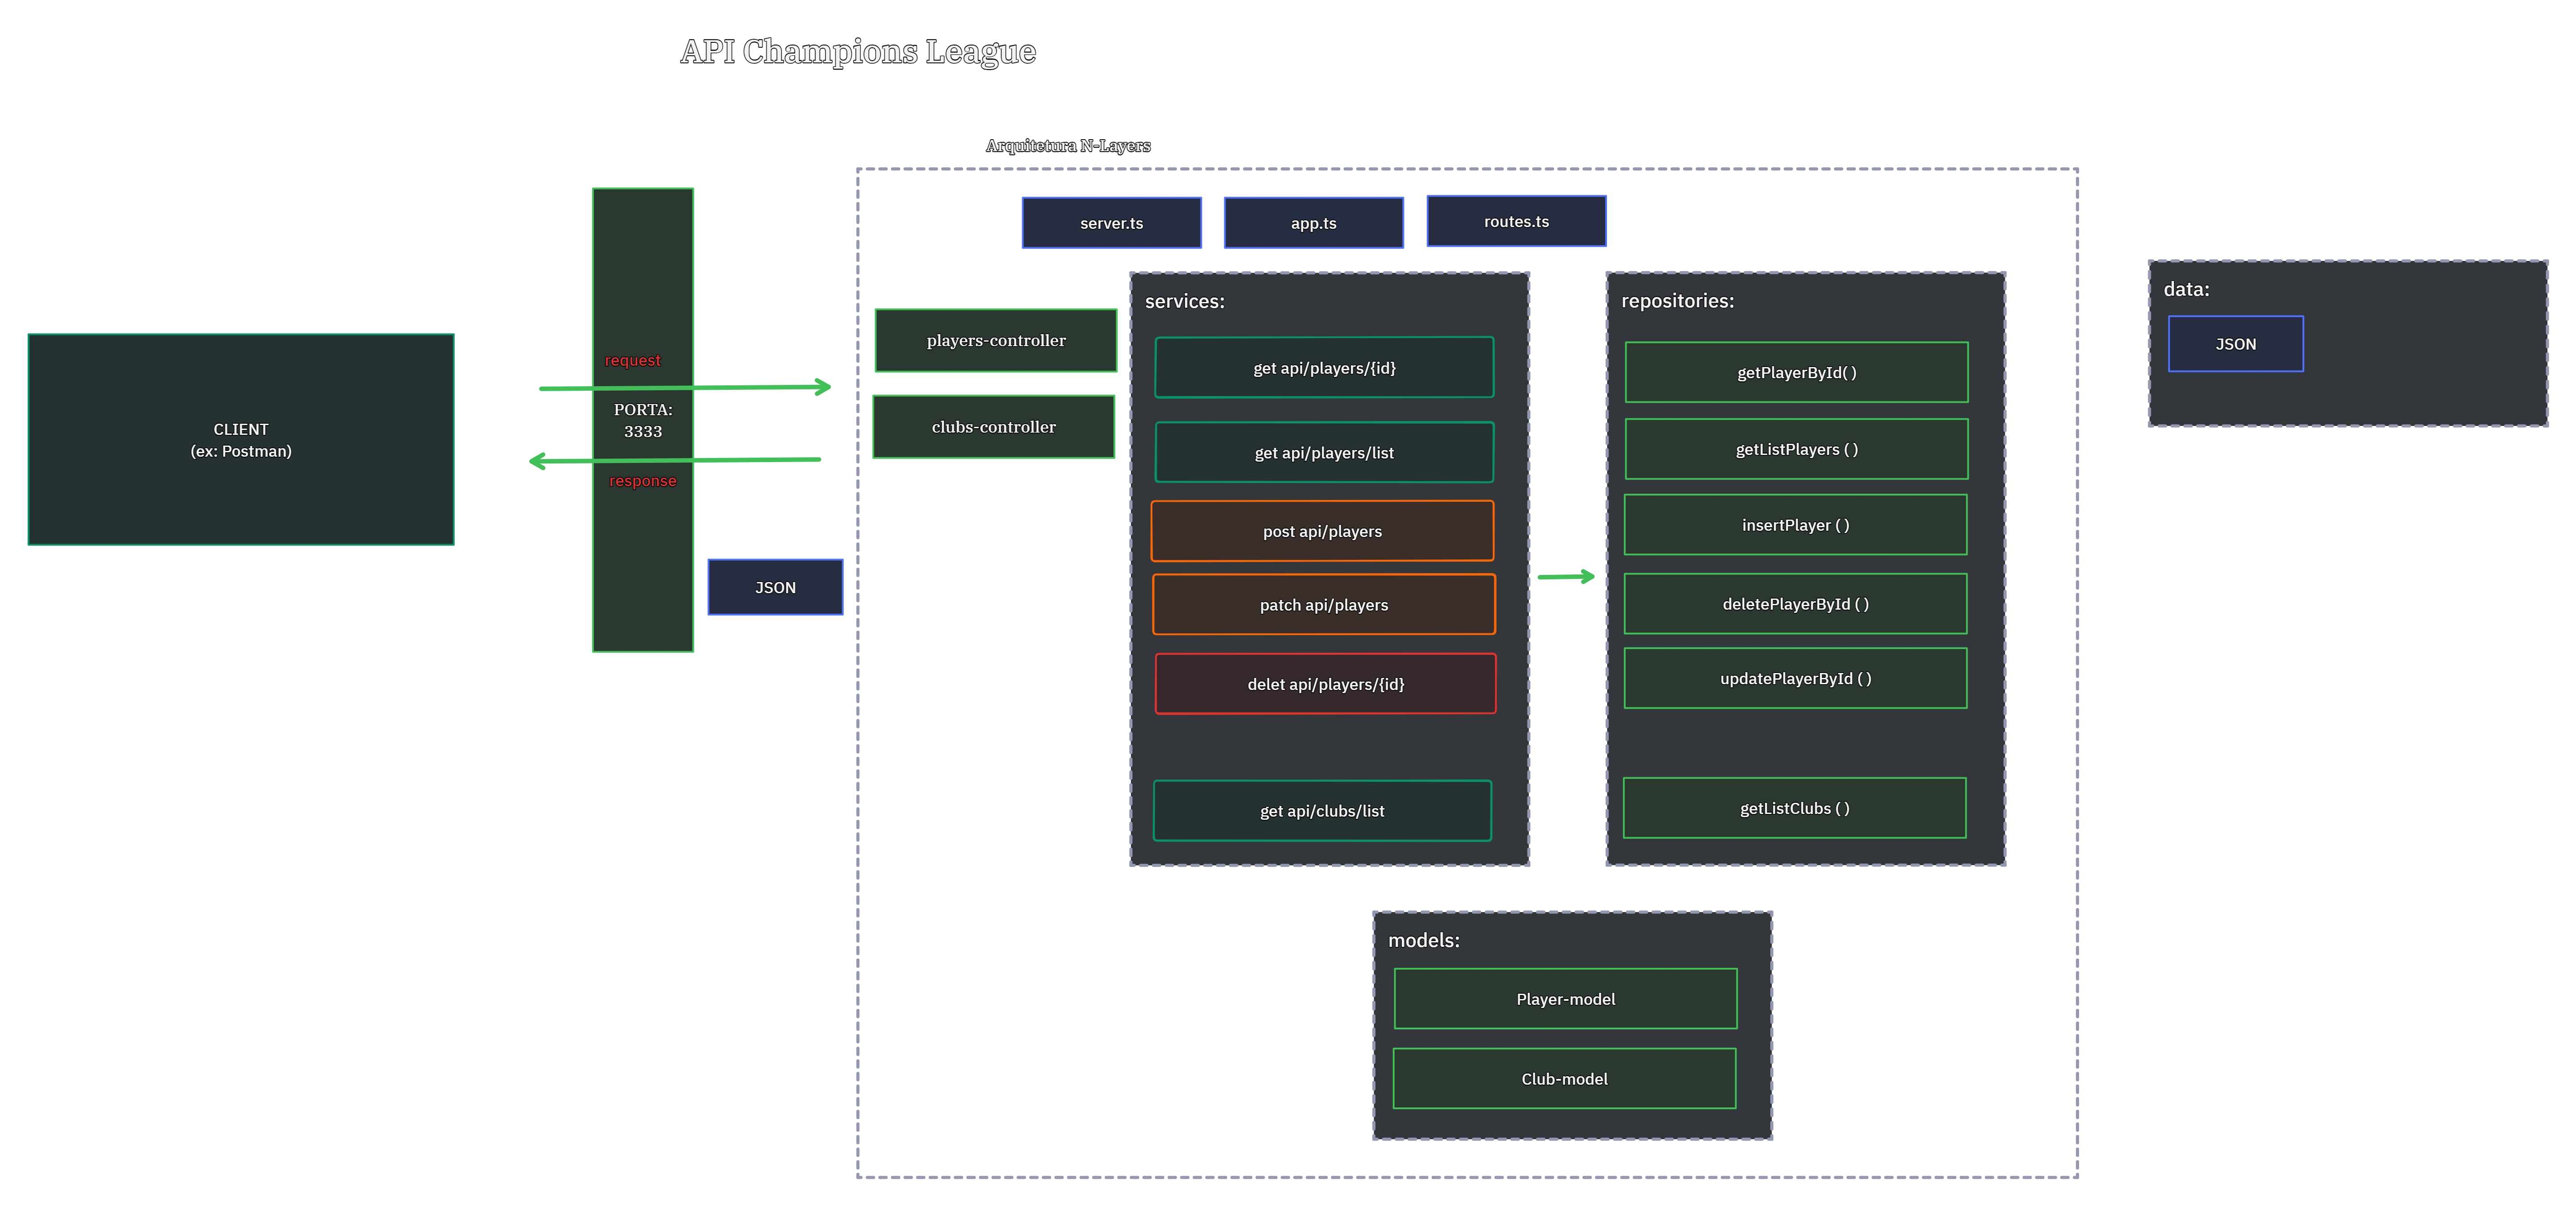 API Champions League
Arquitetura N-Layers
server.ts
app.ts
routes.ts
CLIENT
(ex: Postman)
request
PORTA:
3333
response
JSON
players-controller
clubs-controller
services:
get api/players/{id}
get api/players/list
post api/players
patch api/players
delet api/players/{id}
get api/clubs/list
repositories:
getPlayerById( )
getListPlayers ( )
insertPlayer ( )
deletePlayerById ( )
updatePlayerById ( )
getListClubs ( )
models:
Player-model
Club-model
data:
JSON